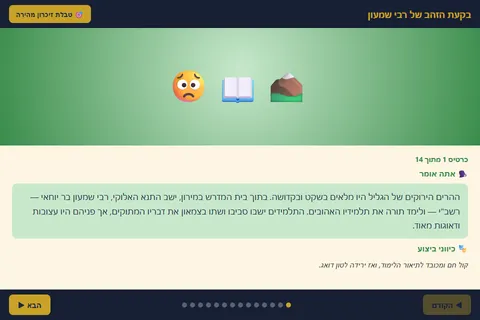 בקעת הזהב של רבי שמעון
טבלת זיכרון מהירה
כרטיס 1 מתוך 14
אתה אומר
ההרים הירוקים של הגליל היו מלאים בשקט ובקדושה. בתוך בית המדרש במירון, ישב התנא האלוקי, רבי שמעון בר יוחאי —
רשב"י — ולימד תורה את תלמידיו האהובים. התלמידים ישבו סביבו ושתו בצמאון את דבריו המתוקים, אך פניהם היו עצובות
ודאוגות מאוד.
כיווני ביצוע
קול חם ומכובד לתיאור הלימוד, ואז ירידה לטון דואג.
◀ הקודם
הבא ▶